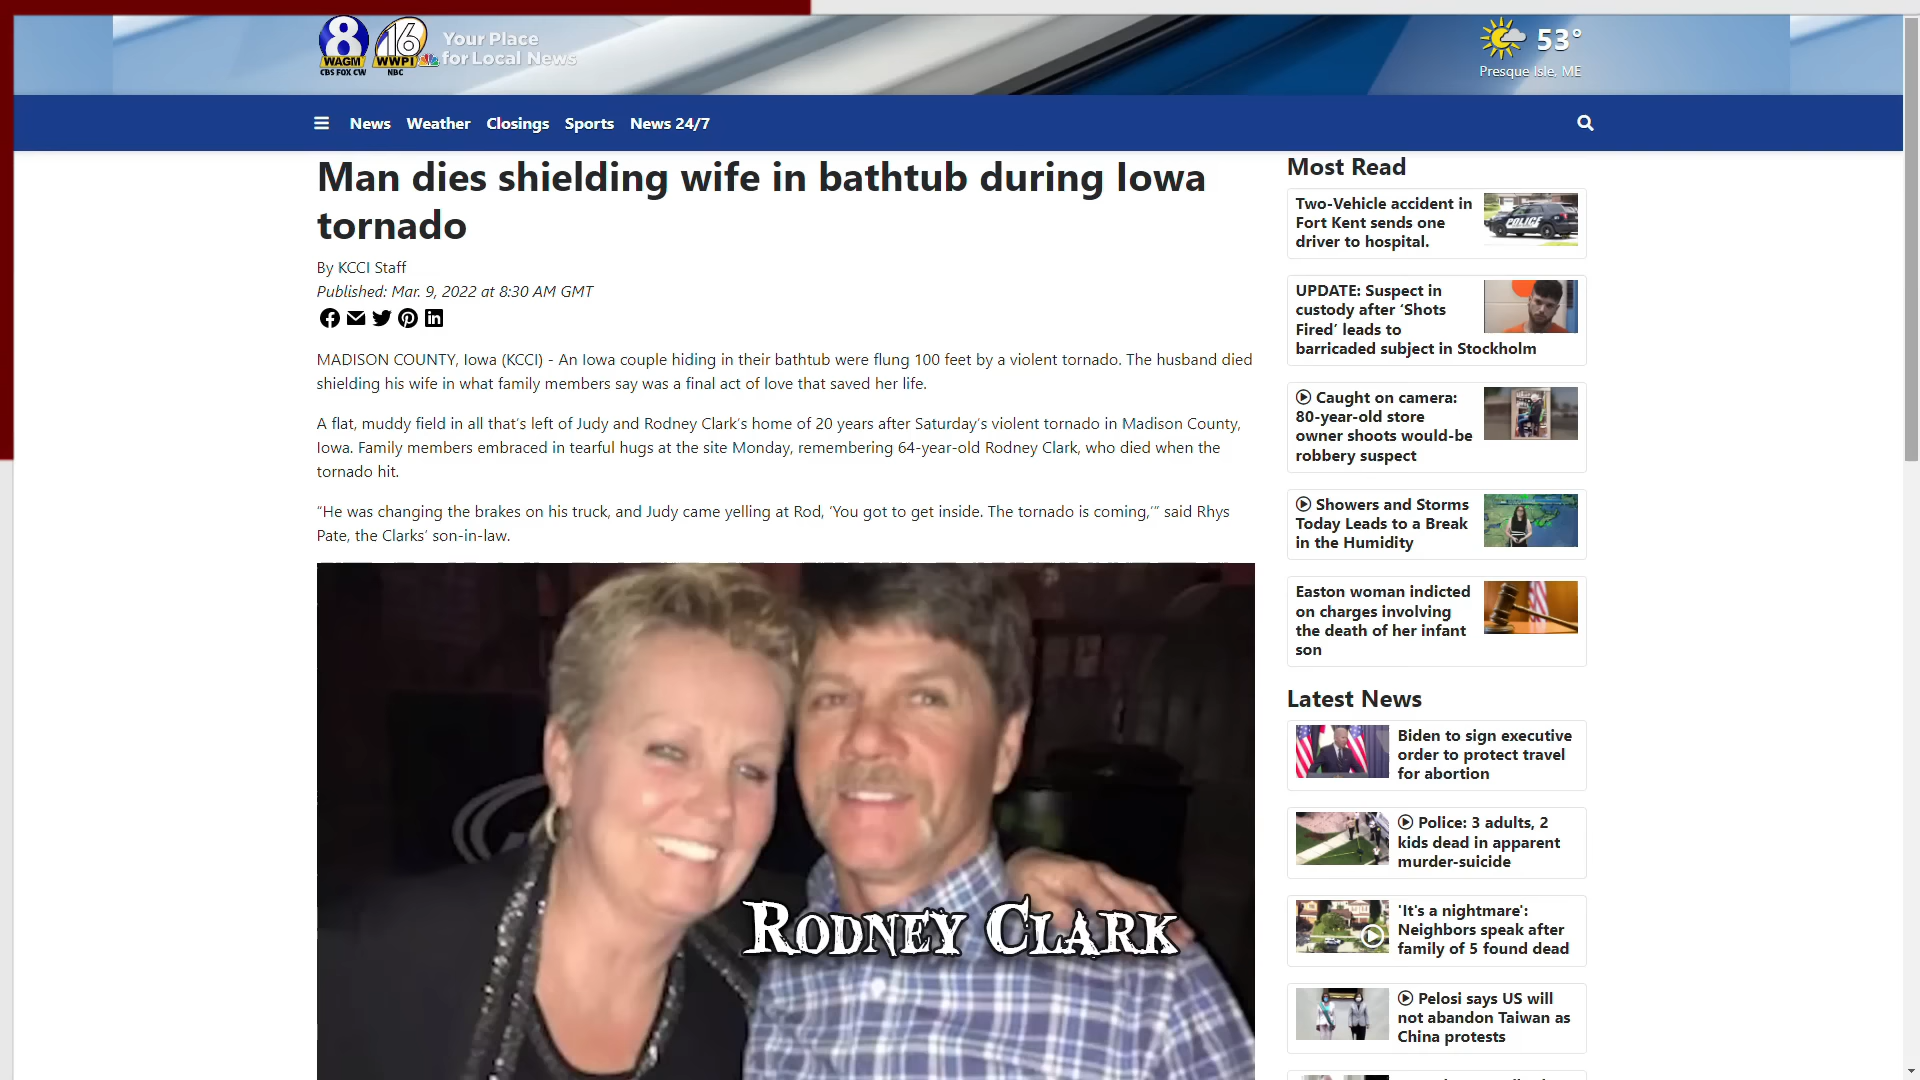 8
WAGM
CBS FOX CW
16
WWPI
NBC
Your Place
for Local News
53°
Presque Isle, ME
News Weather Closings Sports News 24/7
Man dies shielding wife in bathtub during Iowa
tornado
By KCCI Staff
Published: Mar. 9, 2022 at 8:30 AM GMT
MADISON COUNTY, Iowa (KCCI) - An Iowa couple hiding in their bathtub were flung 100 feet by a violent tornado. The husband died
shielding his wife in what family members say was a final act of love that saved her life.
A flat, muddy field in all that’s left of Judy and Rodney Clark’s home of 20 years after Saturday’s violent tornado in Madison County,
Iowa. Family members embraced in tearful hugs at the site Monday, remembering 64-year-old Rodney Clark, who died when the
tornado hit.
“He was changing the brakes on his truck, and Judy came yelling at Rod, ‘You got to get inside. The tornado is coming,’” said Rhys
Pate, the Clarks’ son-in-law.
RODNEY CLARK
Most Read
Two-Vehicle accident in
Fort Kent sends one
driver to hospital.
POLICE
UPDATE: Suspect in
custody after ‘Shots
Fired’ leads to
barricaded subject in Stockholm
Caught on camera:
80-year-old store
owner shoots would-be
robbery suspect
Showers and Storms
Today Leads to a Break
in the Humidity
Easton woman indicted
on charges involving
the death of her infant
son
Latest News
Biden to sign executive
order to protect travel
for abortion
Police: 3 adults, 2
kids dead in apparent
murder-suicide
'It's a nightmare':
Neighbors speak after
family of 5 found dead
Pelosi says US will
not abandon Taiwan as
China protests